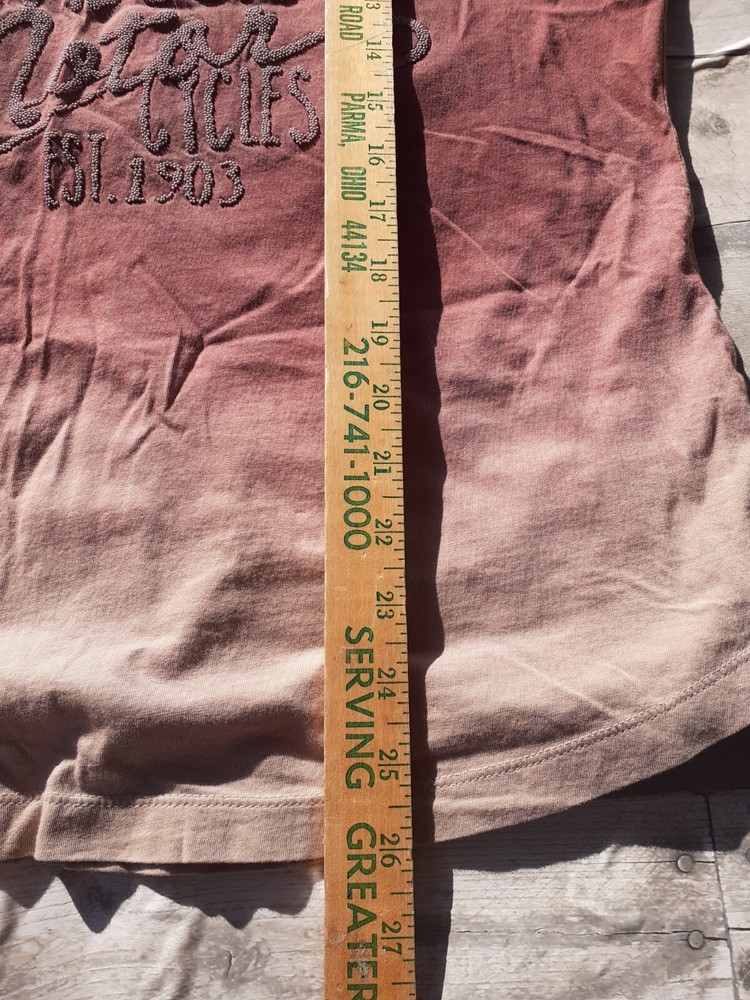 Motor
CYCLES
EST. 1903
ROAD
PARMA, OHIO 44134
216-741-1000
SERVING GREATER
13
14
15
16
17
18
19
20
21
22
23
24
25
26
27